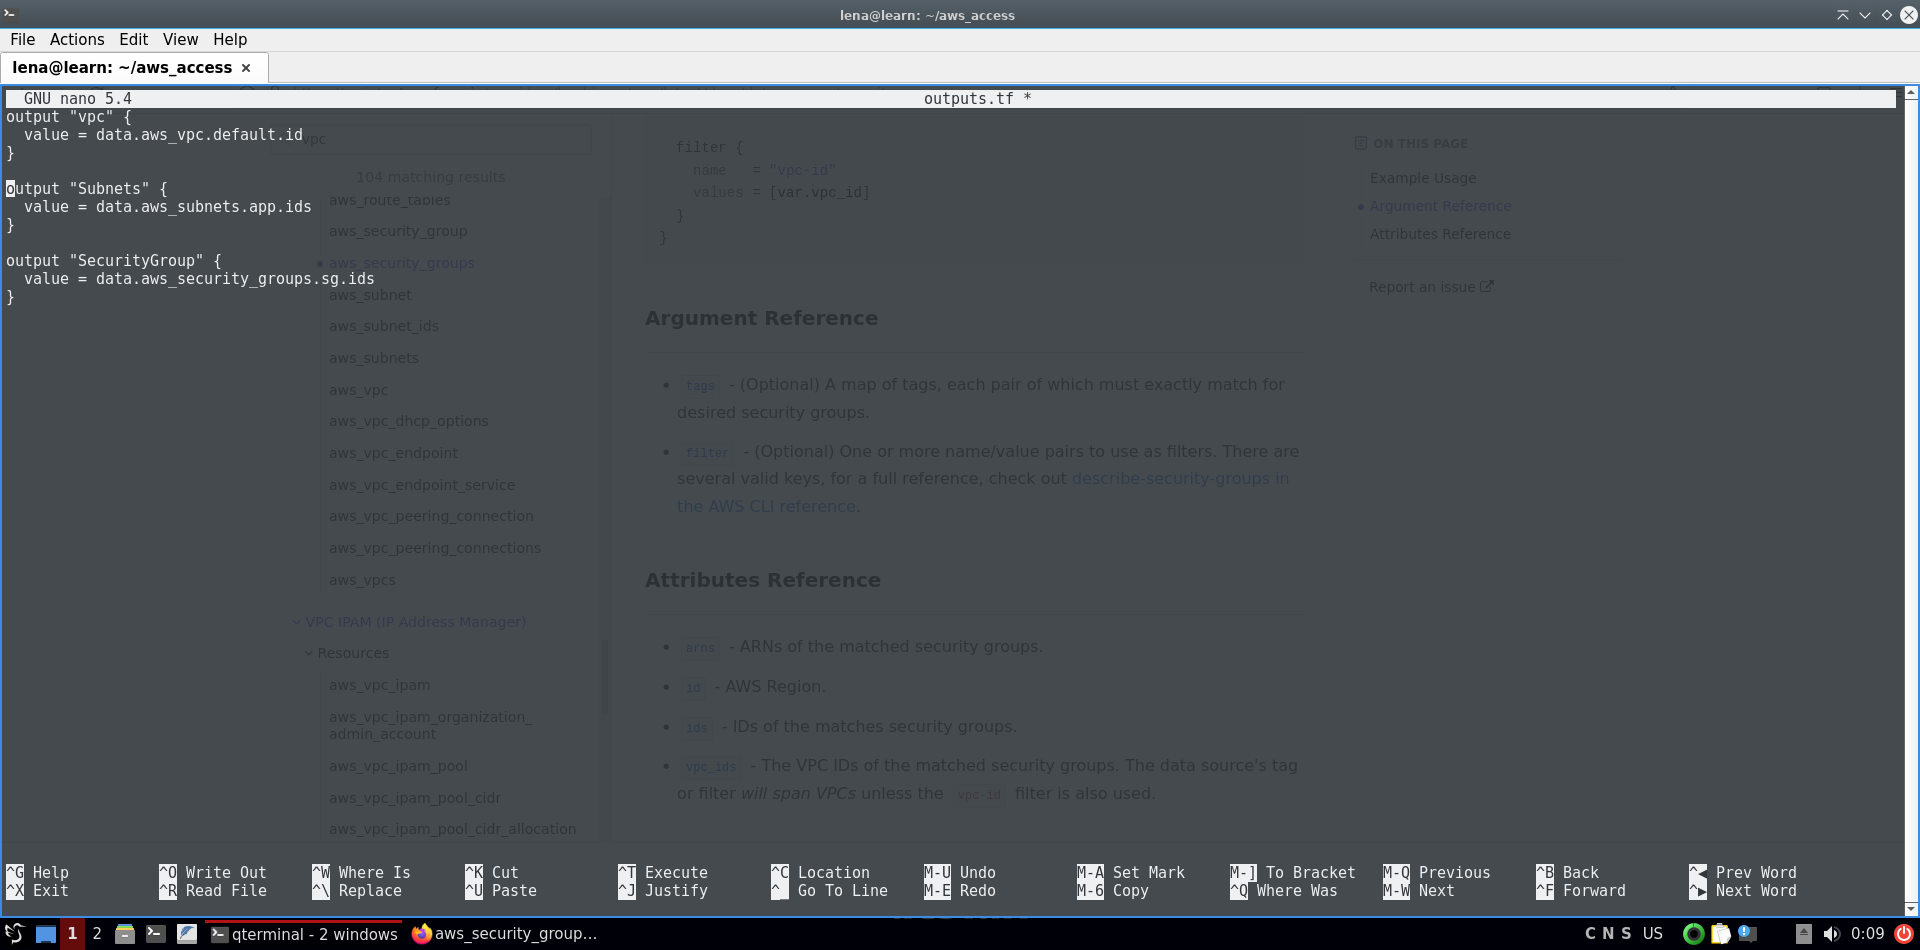 lena@learn: ~/aws_access
File Actions Edit View Help
lena@learn: ~/aws_access ×
GNU nano 5.4 outputs.tf *
output "vpc" {
value = data.aws_vpc.default.id
}
output "Subnets" {
value = data.aws_subnets.app.ids
}
output "SecurityGroup" {
value = data.aws_security_groups.sg.ids
}
vpc
104 matching results
aws_route_tables
aws_security_group
aws_security_groups
aws_subnet
aws_subnet_ids
aws_subnets
aws_vpc
aws_vpc_dhcp_options
aws_vpc_endpoint
aws_vpc_endpoint_service
aws_vpc_peering_connection
aws_vpc_peering_connections
aws_vpcs
VPC IPAM (IP Address Manager)
Resources
aws_vpc_ipam
aws_vpc_ipam_organization_
admin_account
aws_vpc_ipam_pool
aws_vpc_ipam_pool_cidr
aws_vpc_ipam_pool_cidr_allocation
filter {
name = "vpc-id"
values = [var.vpc_id]
}
}
Argument Reference
• tags - (Optional) A map of tags, each pair of which must exactly match for
desired security groups.
• filter - (Optional) One or more name/value pairs to use as filters. There are
several valid keys, for a full reference, check out describe-security-groups in
the AWS CLI reference.
Attributes Reference
• arns - ARNs of the matched security groups.
• id - AWS Region.
• ids - IDs of the matches security groups.
• vpc_ids - The VPC IDs of the matched security groups. The data source's tag
or filter will span VPCs unless the vpc-id filter is also used.
ON THIS PAGE
Example Usage
• Argument Reference
Attributes Reference
Report an issue
^G Help ^O Write Out ^W Where Is ^K Cut ^T Execute ^C Location M-U Undo M-A Set Mark M-] To Bracket M-Q Previous ^B Back ^◀ Prev Word
^X Exit ^R Read File ^\ Replace ^U Paste ^J Justify ^_ Go To Line M-E Redo M-6 Copy ^Q Where Was M-W Next ^F Forward ^▶ Next Word
1 2 qterminal - 2 windows aws_security_group... C N S US 0:09